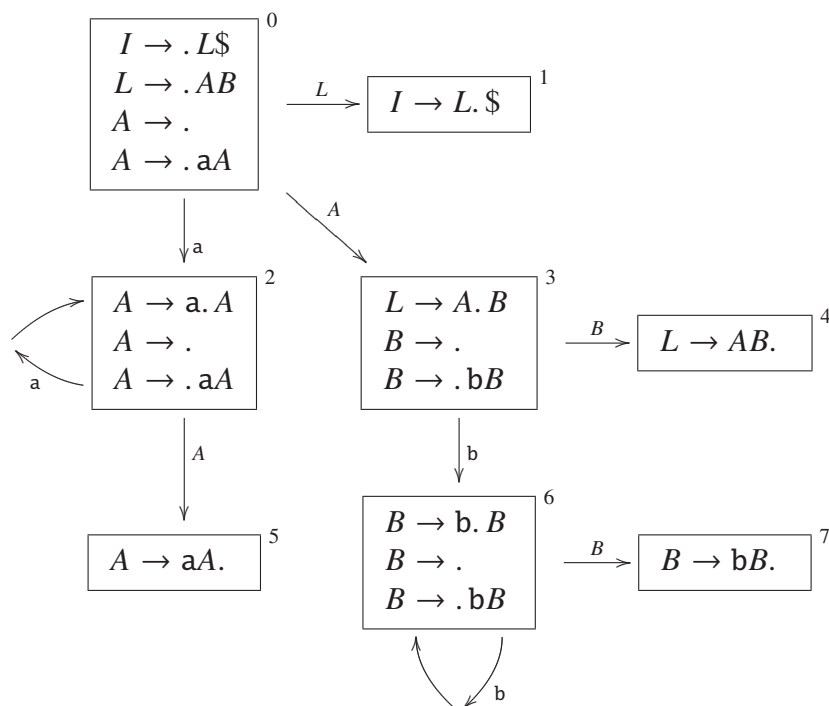 0
I → . L$
L → . AB
A → .
A → . aA
L
1
I → L. $
a
A
2
A → a. A
A → .
A → . aA
a
3
L → A. B
B → .
B → . bB
B
4
L → AB.
A
b
5
A → aA.
6
B → b. B
B → .
B → . bB
B
7
B → bB.
b